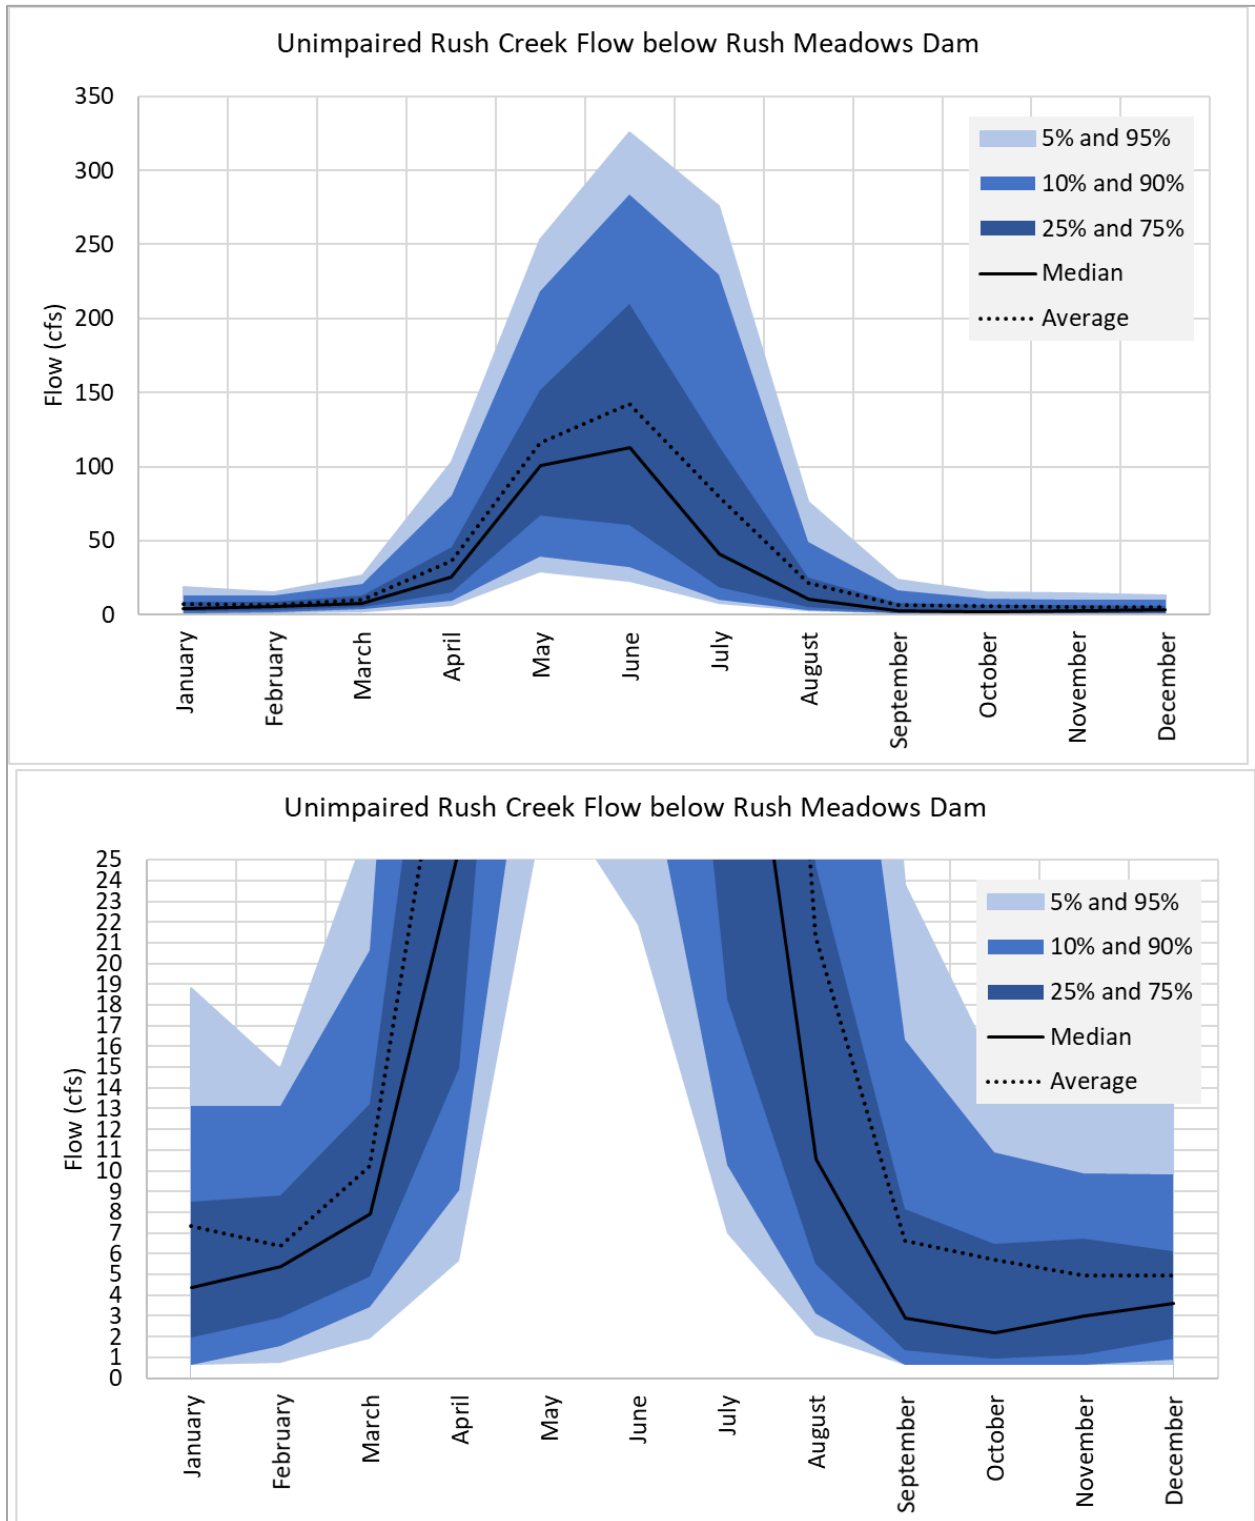 Unimpaired Rush Creek Flow below Rush Meadows Dam
350
300
250
200
150
100
50
0
Flow (cfs)
5% and 95%
10% and 90%
25% and 75%
Median
Average
January
February
March
April
May
June
July
August
September
October
November
December
Unimpaired Rush Creek Flow below Rush Meadows Dam
25
24
23
22
21
20
19
18
17
16
15
14
13
12
11
10
9
8
7
6
5
4
3
2
1
0
Flow (cfs)
5% and 95%
10% and 90%
25% and 75%
Median
Average
January
February
March
April
May
June
July
August
September
October
November
December